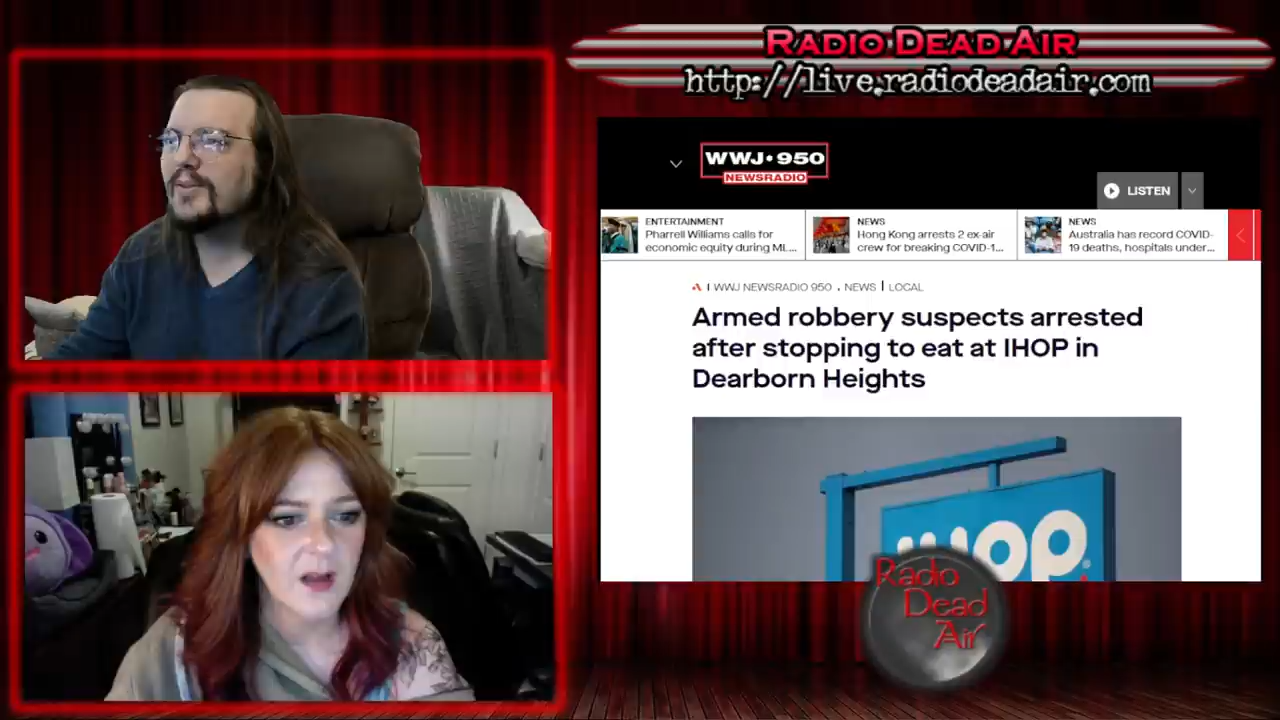 RADIO DEAD AIR
http://live.radiodeadair.com
WWJ•950
NEWSRADIO
LISTEN
ENTERTAINMENT
Pharrell Williams calls for
economic equity during ML...
NEWS
Hong Kong arrests 2 ex-air
crew for breaking COVID-1...
NEWS
Australia has record COVID-
19 deaths, hospitals under...
| WWJ NEWSRADIO 950 . NEWS | LOCAL
Armed robbery suspects arrested
after stopping to eat at IHOP in
Dearborn Heights
IHOP
Radio
Dead
Air